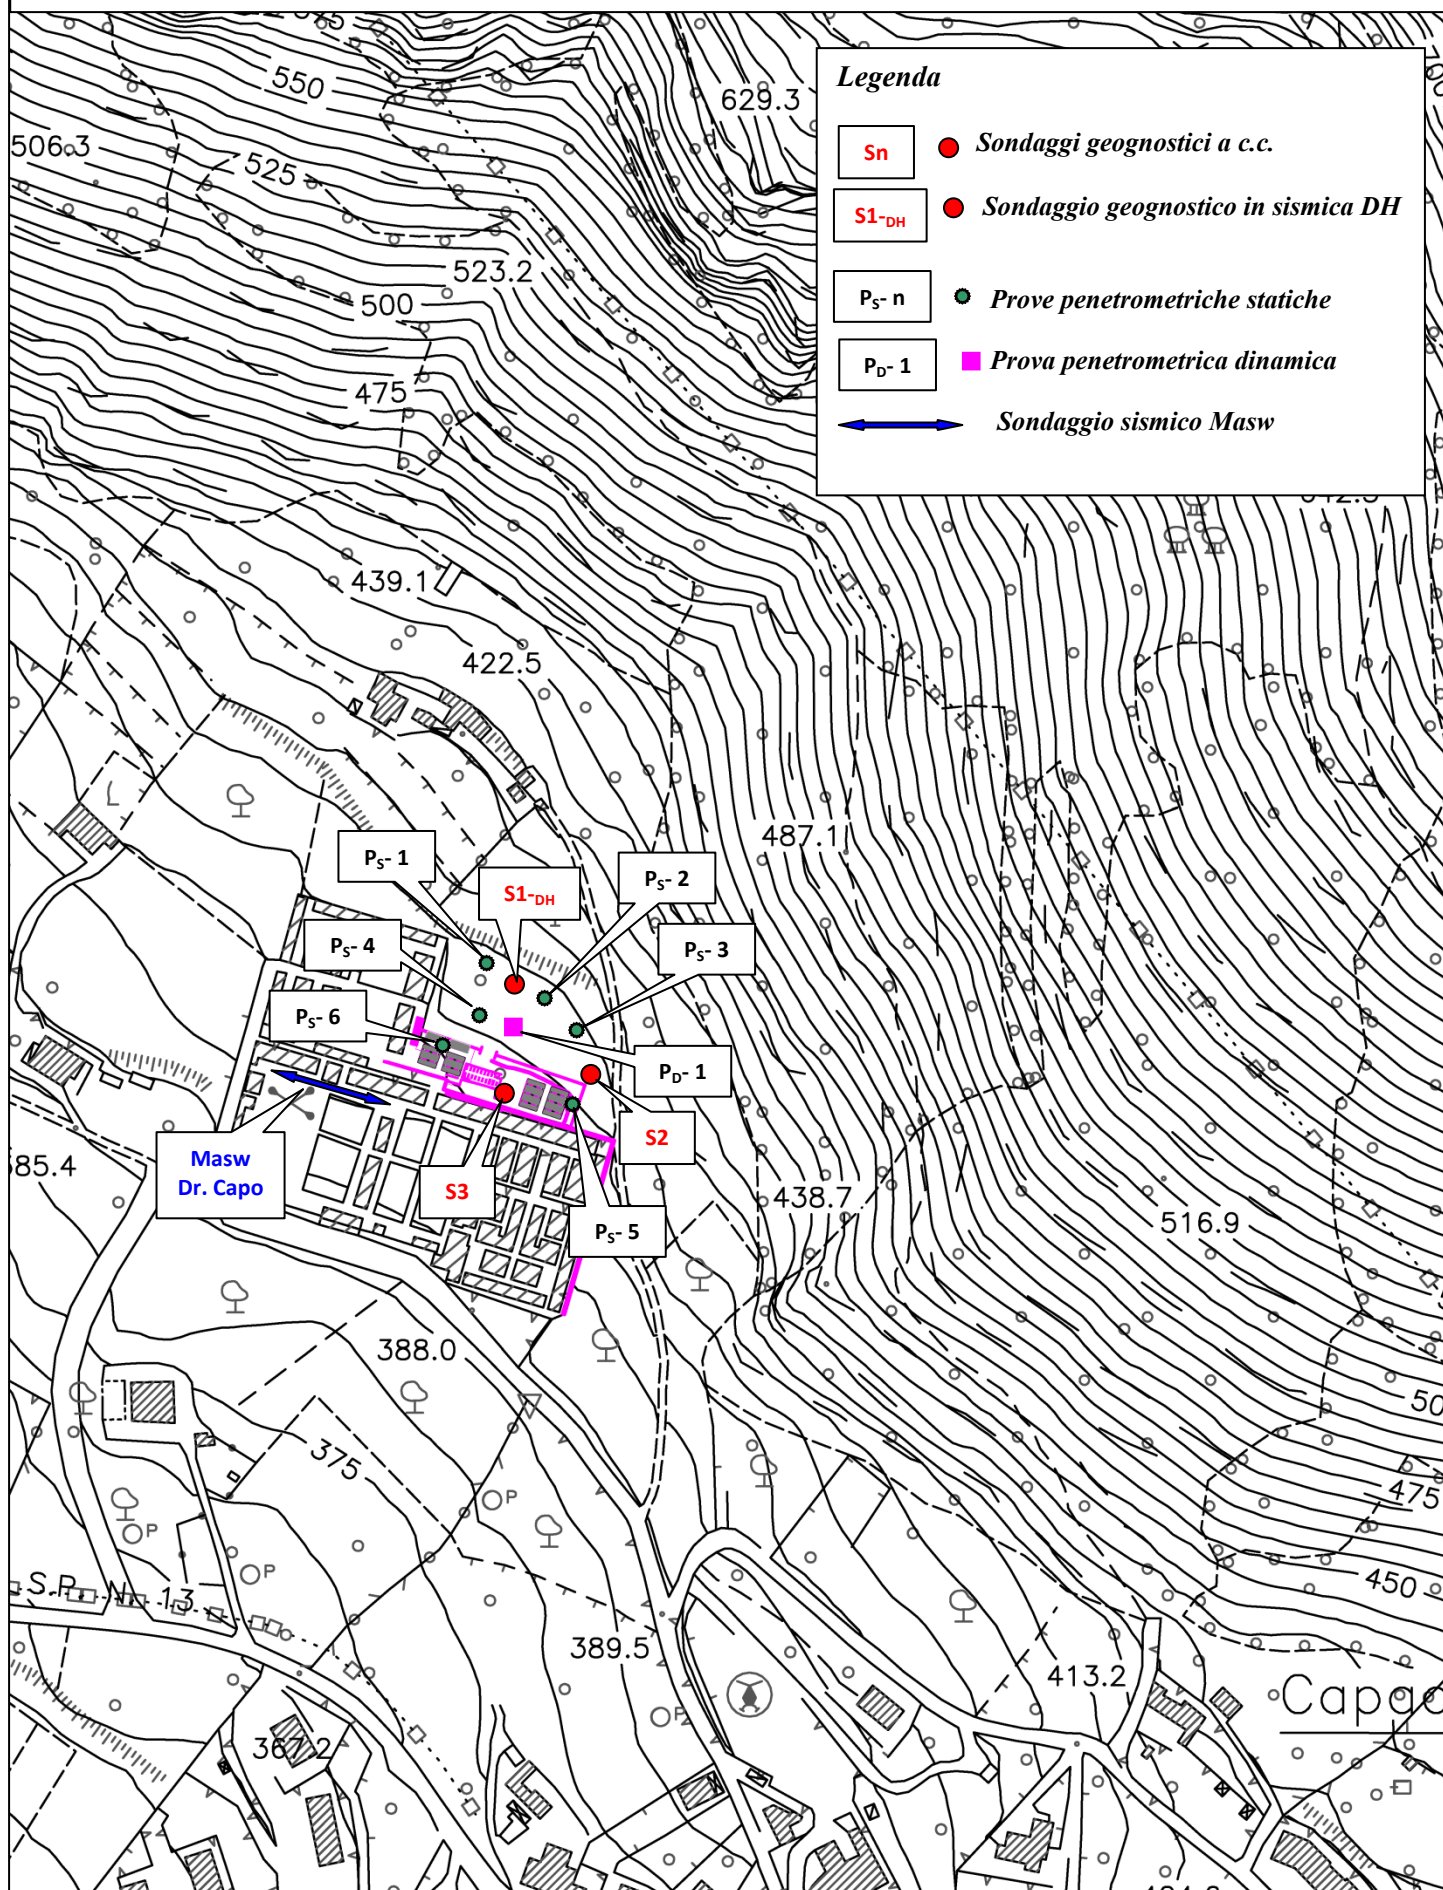 Legenda
Sn
Sondaggi geognostici a c.c.
S1-DH
Sondaggio geognostico in sismica DH
PS- n
Prove penetrometriche statiche
PD- 1
Prova penetrometrica dinamica
Sondaggio sismico Masw
550
629.3
506.3
525
523.2
500
475
439.1
422.5
487.1
PS- 1
PS- 2
S1-DH
PS- 4
PS- 3
PS- 6
PD- 1
S2
Masw
Dr. Capo
S3
PS- 5
438.7
516.9
388.0
375
475
450
P
P
P
S.P. N. 13
389.5
413.2
P
367.2